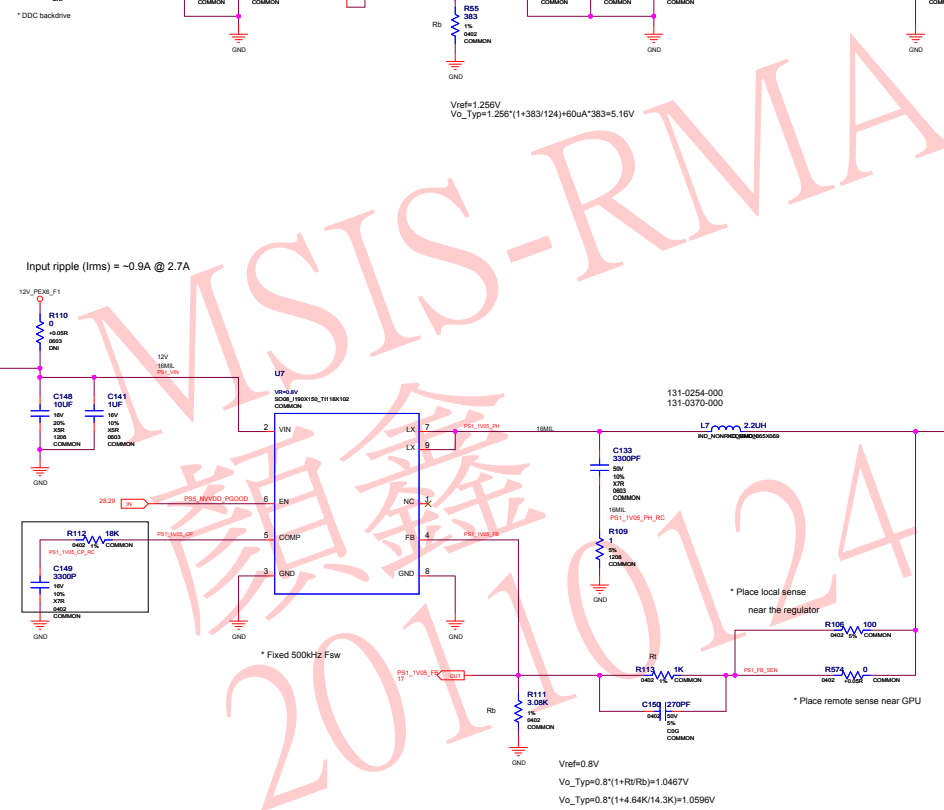 * DDC backdrive
COMMON
COMMON
GND
Rb
R55
383
1%
0402
COMMON
GND
COMMON
COMMON
COMMON
GND
GND
Vref=1.256V
Vo_Typ=1.256*(1+383/124)+60uA*383=5.16V
MSIS-RMA
顏鑫
20110124
Input ripple (Irms) = ~0.9A @ 2.7A
12V_PEX6_F1
R110
0
+0.05R
0603
DNI
12V
16MIL
PS1_VIN
C148
10UF
16V
20%
X5R
1206
COMMON
C141
1UF
16V
10%
X5R
0603
COMMON
GND
U7
VR=0.8V
SO08_I190X150_TI118X102
COMMON
2 VIN
LX 7
LX 9
NC 1
6 EN
5 COMP
FB 4
3 GND
GND 8
28,29 IN PS5_NVVDD_PGOOD
R112 18K
0402 1% COMMON
PS1_1V05_CP
PS1_1V05_CP_RC
C149
3300P
16V
10%
X7R
0402
COMMON
GND
GND
GND
* Fixed 500kHz Fsw
PS1_1V05_PH
16MIL
PS1_1V05_FB
131-0254-000
131-0370-000
L7 2.2UH
C133
3300PF
50V
10%
X7R
0603
COMMON
16MIL
PS1_1V05_PH_RC
R109
1
5%
1206
COMMON
GND
* Place local sense
near the regulator
R106 100
0402 5% COMMON
Rt
R113 1K
0402 1% COMMON
PS1_FB_SEN
R574 0
0402 +0.05R COMMON
* Place remote sense near GPU
PS1_1V05_FB
17
OUT
C150 270PF
0402 50V
5%
C0G
COMMON
Rb
R111
3.08K
1%
0402
COMMON
GND
Vref=0.8V
Vo_Typ=0.8*(1+Rt/Rb)=1.0467V
Vo_Typ=0.8*(1+4.64K/14.3K)=1.0596V